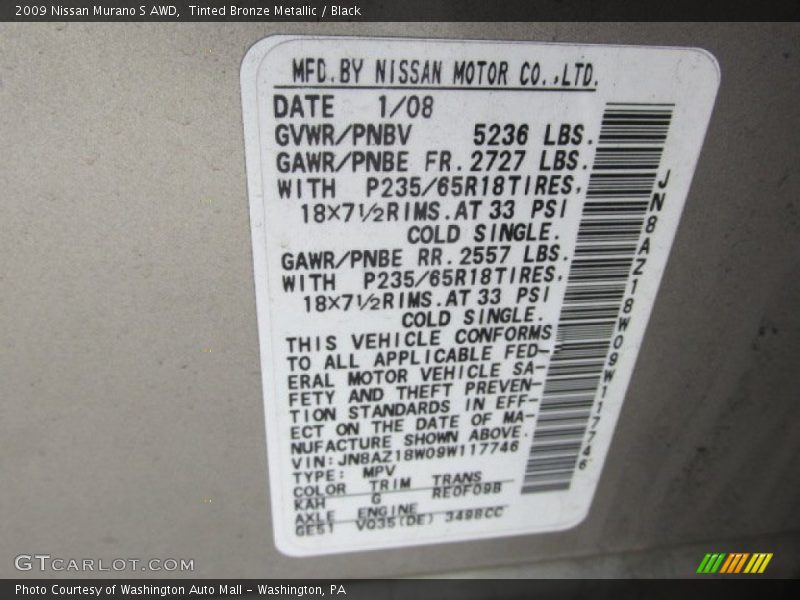 2009 Nissan Murano S AWD,  Tinted Bronze Metallic / Black
MFD.BY NISSAN MOTOR CO.,LTD.
DATE 1/08
GVWR/PNBV 5236 LBS.
GAWR/PNBE FR. 2727 LBS.
WITH P235/65R18TIRES,
18×7½RIMS.AT 33 PSI
COLD SINGLE.
GAWR/PNBE RR. 2557 LBS.
WITH P235/65R18TIRES,
18×7½RIMS.AT 33 PSI
COLD SINGLE.
THIS VEHICLE CONFORMS
TO ALL APPLICABLE FED-
ERAL MOTOR VEHICLE SA-
FETY AND THEFT PREVEN-
TION STANDARDS IN EFF-
ECT ON THE DATE OF MA-
NUFACTURE SHOWN ABOVE.
VIN:JN8AZ18W09W117746
TYPE: MPV
COLOR TRIM TRANS
KAH G RE0F09B
AXLE ENGINE
GE51 VQ35(DE) 3498CC
JN8AZ18W09W117746
GTCARLOT.COM
Photo Courtesy of Washington Auto Mall - Washington, PA